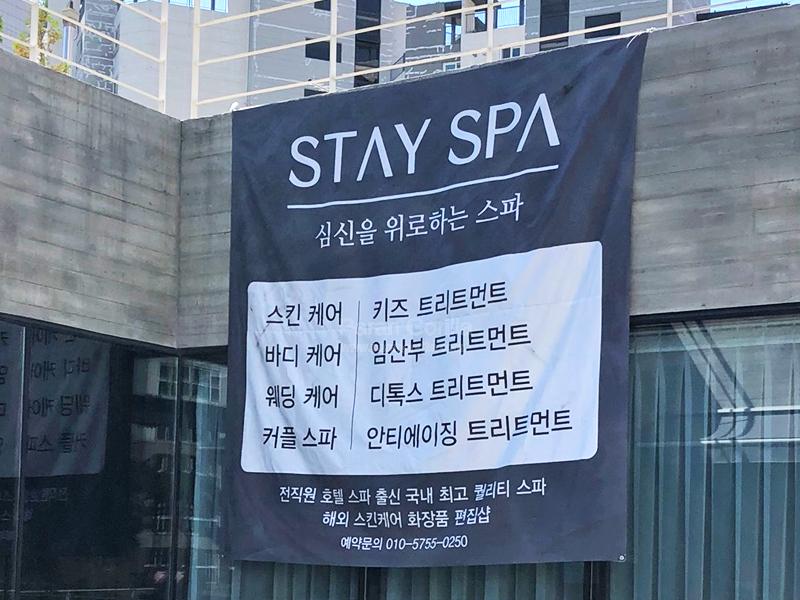 STAY SPA
심신을 위로하는 스파
스킨 케어
바디 케어
웨딩 케어
커플 스파
키즈 트리트먼트
임산부 트리트먼트
디톡스 트리트먼트
안티에이징 트리트먼트
전직원 호텔 스파 출신 국내 최고 퀄리티 스파
해외 스킨케어 화장품 편집샵
예약문의 010-5755-0250